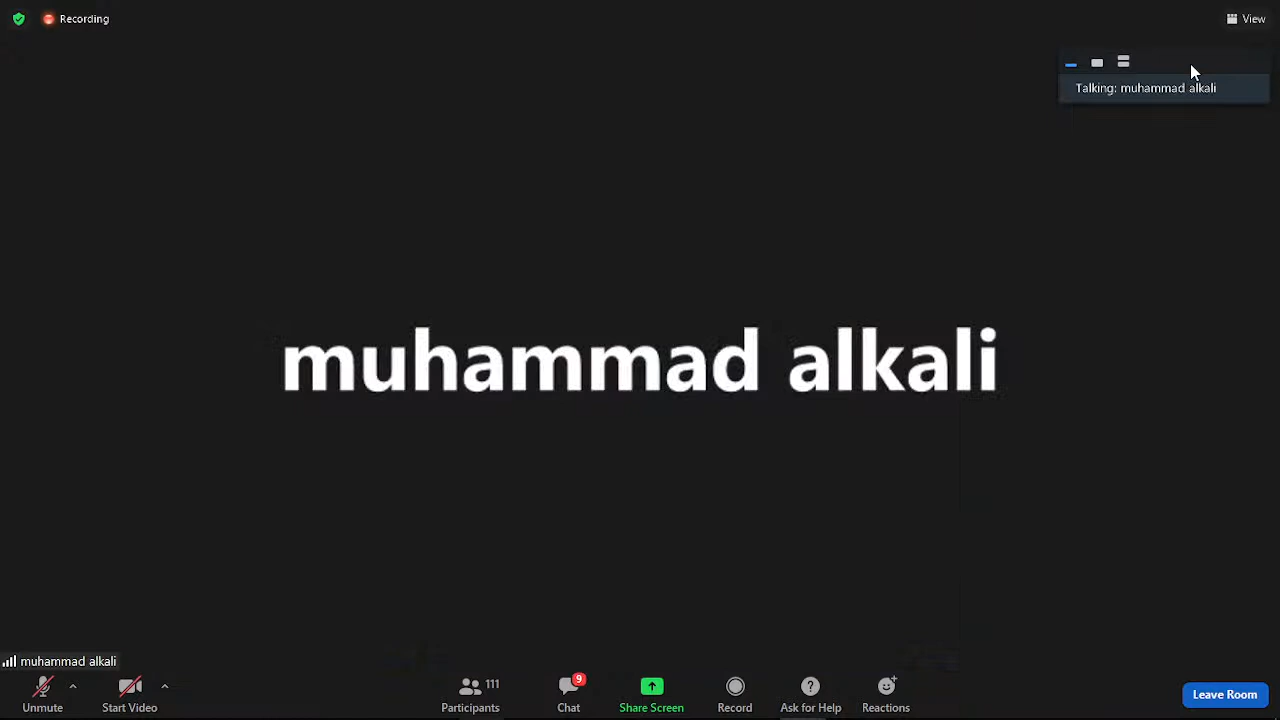 Recording
View
Talking: muhammad alkali
muhammad alkali
muhammad alkali
Unmute
Start Video
111
Participants
9
Chat
Share Screen
Record
Ask for Help
Reactions
Leave Room